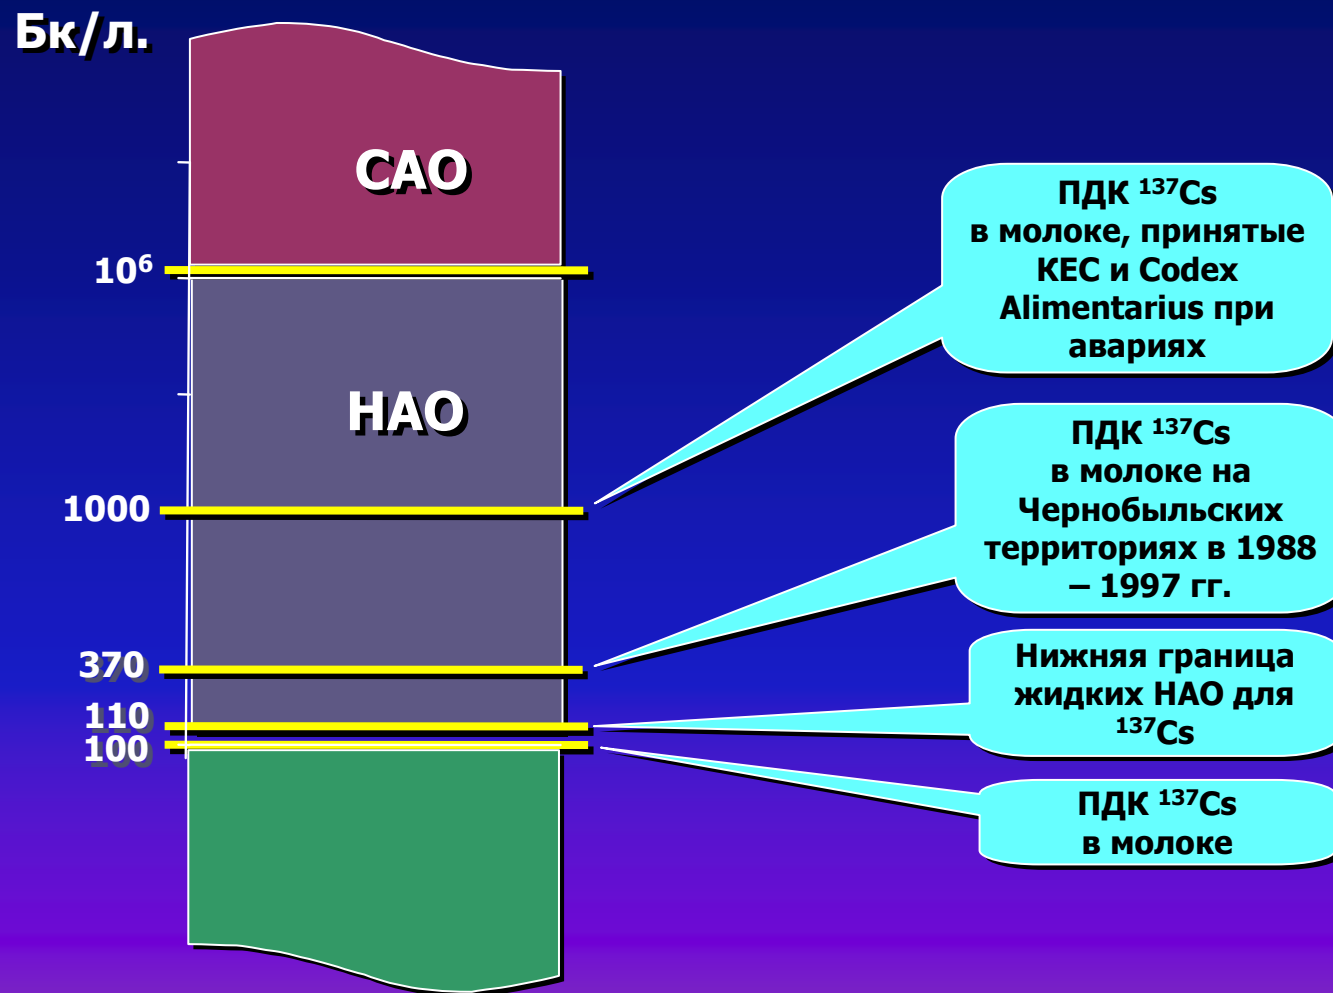 Бк/л.
САО
10⁶
НАО
1000
370
110
100
ПДК ¹³⁷Cs
в молоке, принятые
КЕС и Codex
Alimentarius при
авариях
ПДК ¹³⁷Cs
в молоке на
Чернобыльских
территориях в 1988
– 1997 гг.
Нижняя граница
жидких НАО для
¹³⁷Cs
ПДК ¹³⁷Cs
в молоке